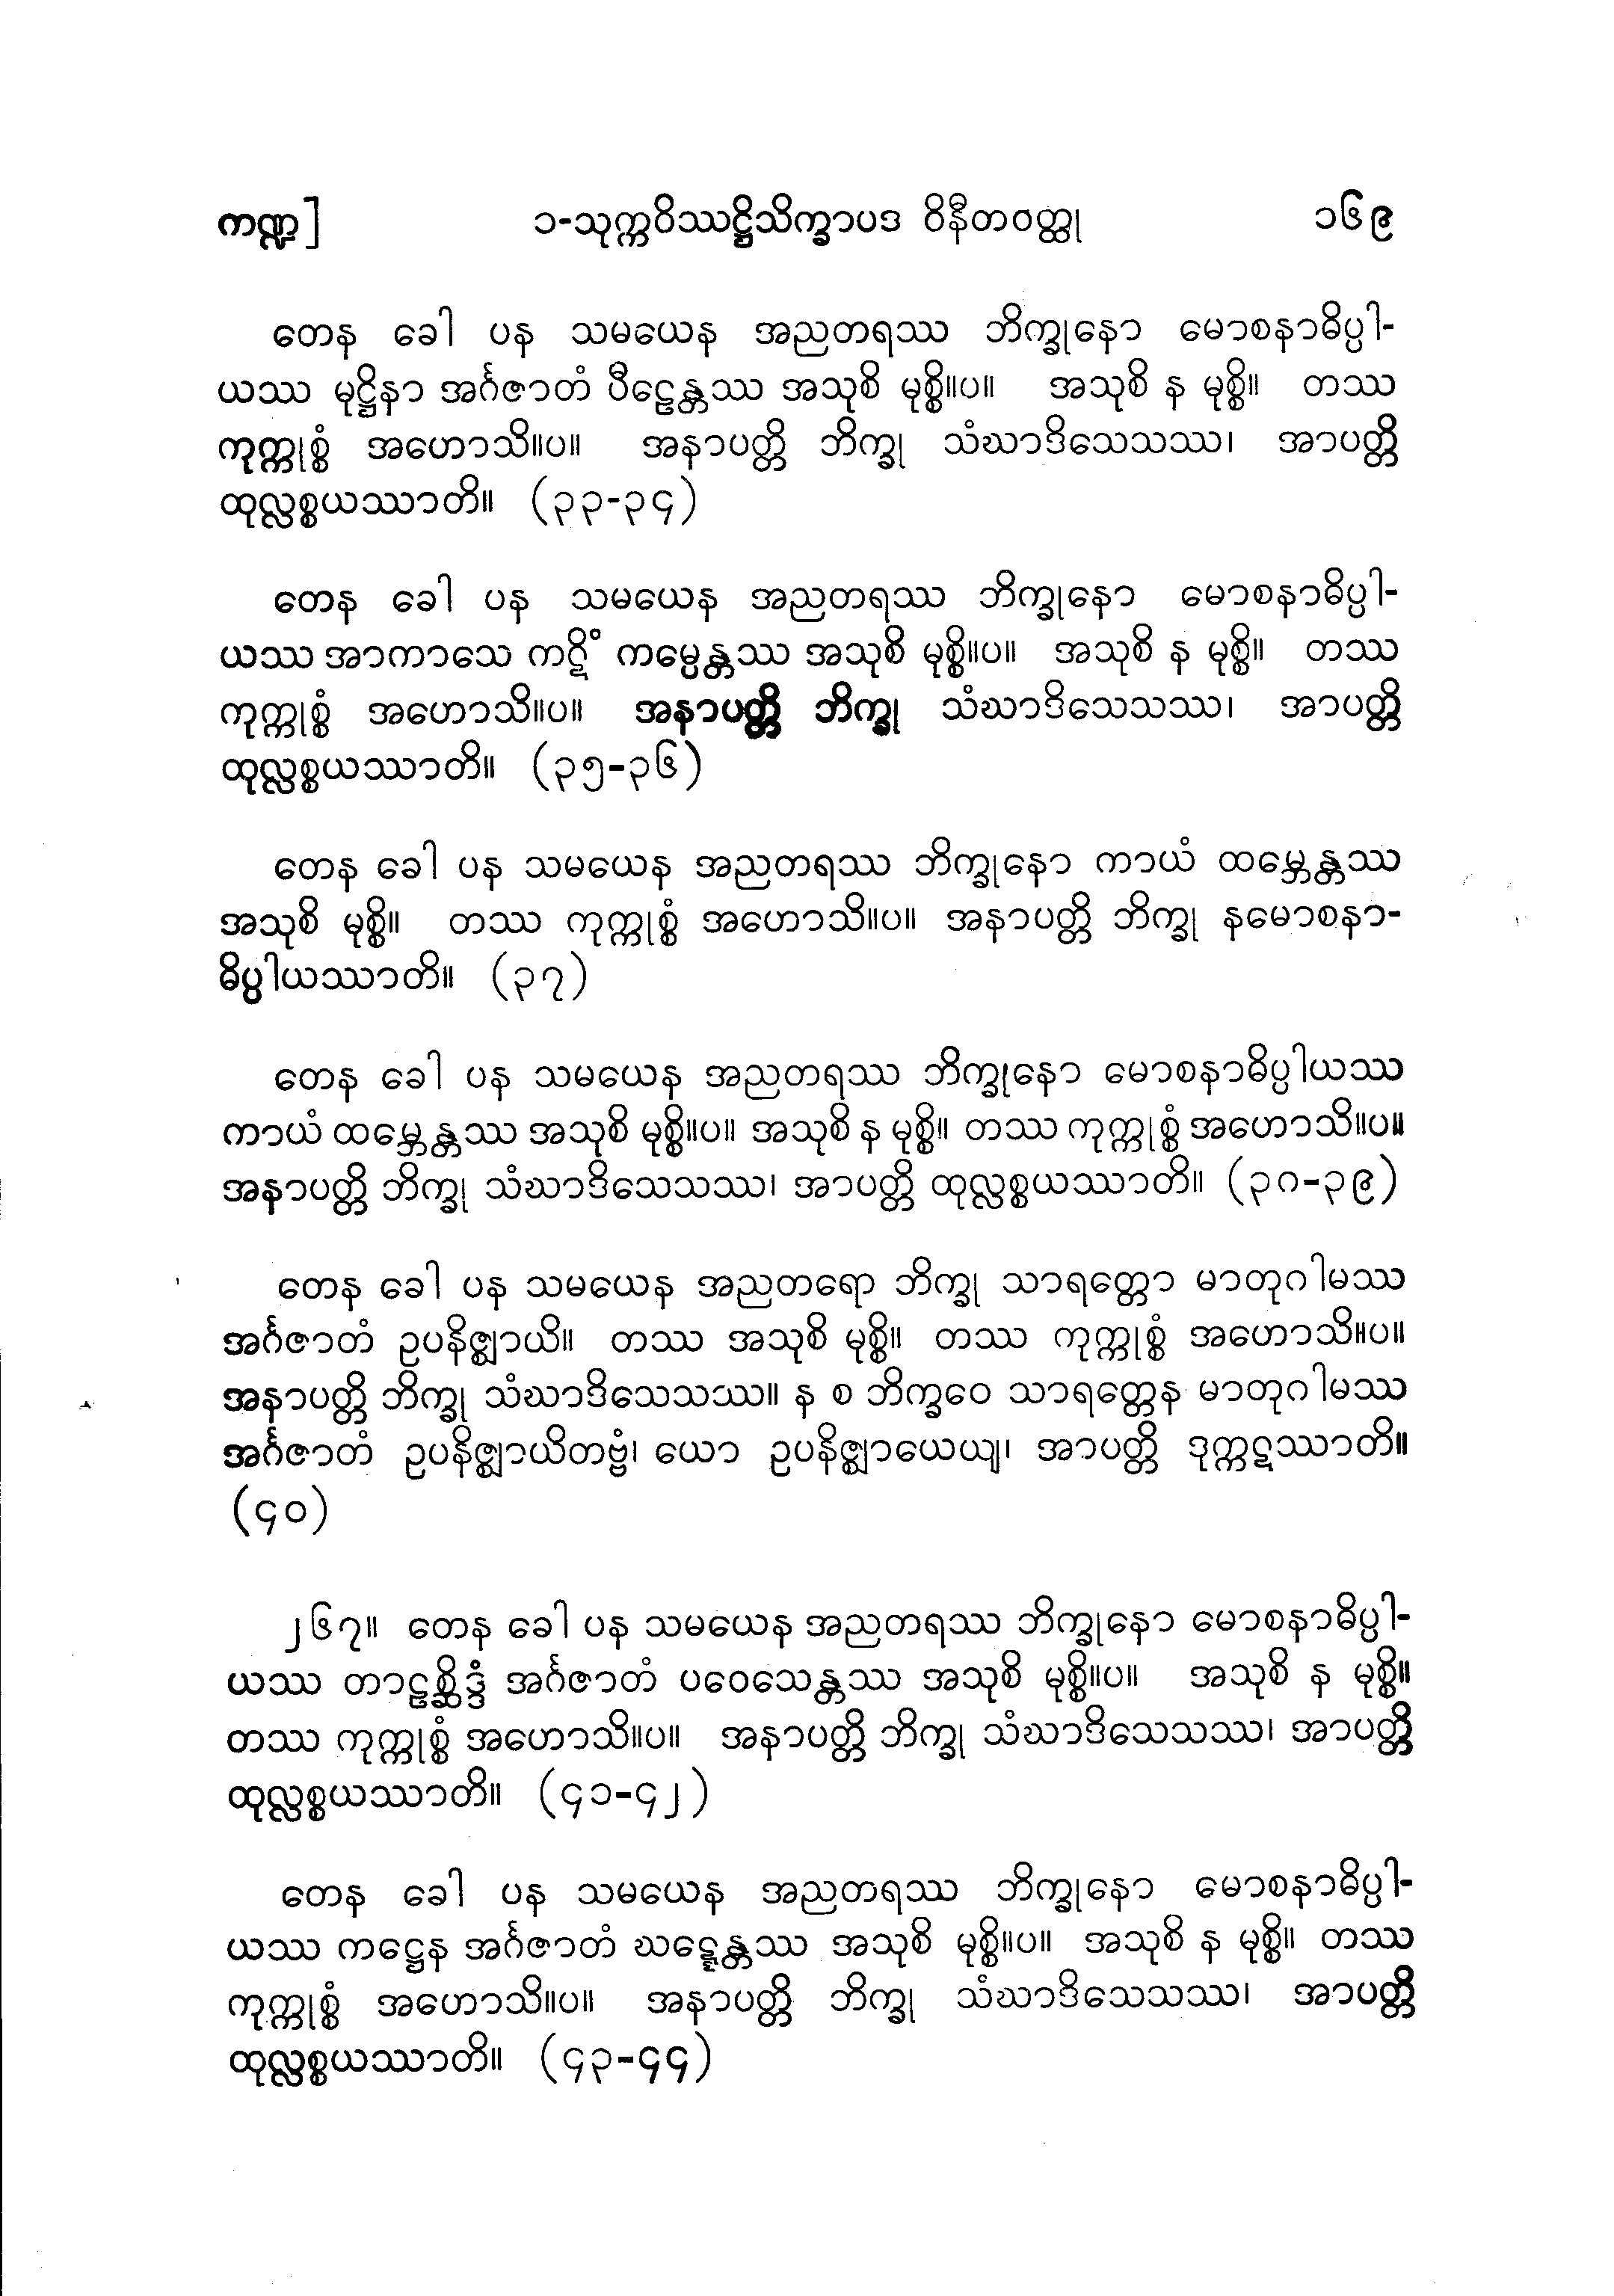 ကဏ္ဍ]	၁-သုက္ကဝိဿဋ္ဌိသိက္ခာပဒ ဝိနီတဝတ္ထု	၁၆၉
တေန ခေါ ပန သမယေန အညတရဿ ဘိက္ခုနော မောစနာဓိပ္ပါ-
ယဿ မုဋ္ဌိနာ အင်္ဂဇာတံ ပီဠေန္တဿ အသုစိ မုစ္စိ။ပ။ အသုစိ န မုစ္စိ။ တဿ
ကုက္ကုစ္စံ အဟောသိ။ပ။ အနာပတ္တိ ဘိက္ခု သံဃာဒိသေသဿ၊ အာပတ္တိ
ထုလ္လစ္စယဿာတိ။ (၃၃-၃၄)
တေန ခေါ ပန သမယေန အညတရဿ ဘိက္ခုနော မောစနာဓိပ္ပါ-
ယဿ အာကာသေ ကဋိံ ကမ္ပေန္တဿ အသုစိ မုစ္စိ။ပ။ အသုစိ န မုစ္စိ။ တဿ
ကုက္ကုစ္စံ အဟောသိ။ပ။ အနာပတ္တိ ဘိက္ခု သံဃာဒိသေသဿ၊ အာပတ္တိ
ထုလ္လစ္စယဿာတိ။ (၃၅-၃၆)
တေန ခေါ ပန သမယေန အညတရဿ ဘိက္ခုနော ကာယံ ထမ္ဘေန္တဿ
အသုစိ မုစ္စိ။ တဿ ကုက္ကုစ္စံ အဟောသိ။ပ။ အနာပတ္တိ ဘိက္ခု နမောစနာ-
ဓိပ္ပါယဿာတိ။ (၃၇)
တေန ခေါ ပန သမယေန အညတရဿ ဘိက္ခုနော မောစနာဓိပ္ပါယဿ
ကာယံ ထမ္ဘေန္တဿ အသုစိ မုစ္စိ။ပ။ အသုစိ န မုစ္စိ။ တဿ ကုက္ကုစ္စံ အဟောသိ။ပ။
အနာပတ္တိ ဘိက္ခု သံဃာဒိသေသဿ၊ အာပတ္တိ ထုလ္လစ္စယဿာတိ။ (၃၈-၃၉)
တေန ခေါ ပန သမယေန အညတရော ဘိက္ခု သာရတ္တော မာတုဂါမဿ
အင်္ဂဇာတံ ဥပနိဇ္ဈာယိ။ တဿ အသုစိ မုစ္စိ။ တဿ ကုက္ကုစ္စံ အဟောသိ။ပ။
အနာပတ္တိ ဘိက္ခု သံဃာဒိသေသဿ။ န စ ဘိက္ခဝေ သာရတ္တေန မာတုဂါမဿ
အင်္ဂဇာတံ ဥပနိဇ္ဈာယိတဗ္ဗံ၊ ယော ဥပနိဇ္ဈာယေယျ၊ အာပတ္တိ ဒုက္ကဋဿာတိ။
(၄၀)
၂၆၇။ တေန ခေါ ပန သမယေန အညတရဿ ဘိက္ခုနော မောစနာဓိပ္ပါ-
ယဿ တာဠစ္ဆိဒ္ဒံ အင်္ဂဇာတံ ပဝေသေန္တဿ အသုစိ မုစ္စိ။ပ။ အသုစိ န မုစ္စိ။
တဿ ကုက္ကုစ္စံ အဟောသိ။ပ။ အနာပတ္တိ ဘိက္ခု သံဃာဒိသေသဿ၊ အာပတ္တိ
ထုလ္လစ္စယဿာတိ။ (၄၁-၄၂)
တေန ခေါ ပန သမယေန အညတရဿ ဘိက္ခုနော မောစနာဓိပ္ပါ-
ယဿ ကဋ္ဌေန အင်္ဂဇာတံ ဃဋ္ဋေန္တဿ အသုစိ မုစ္စိ။ပ။ အသုစိ န မုစ္စိ။ တဿ
ကုက္ကုစ္စံ အဟောသိ။ပ။ အနာပတ္တိ ဘိက္ခု သံဃာဒိသေသဿ၊ အာပတ္တိ
ထုလ္လစ္စယဿာတိ။ (၄၃-၄၄)